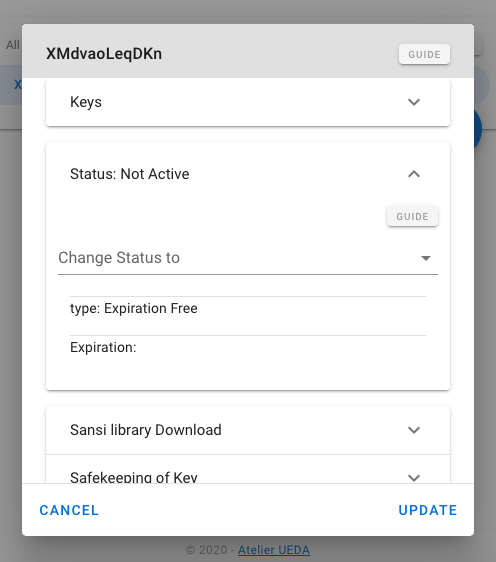 All
XMdvaoLeqDKn
GUIDE
X
Keys
Status: Not Active
GUIDE
Change Status to
type: Expiration Free
Expiration:
Sansi library Download
Safekeeping of Key
CANCEL
UPDATE
© 2020 - Atelier UEDA